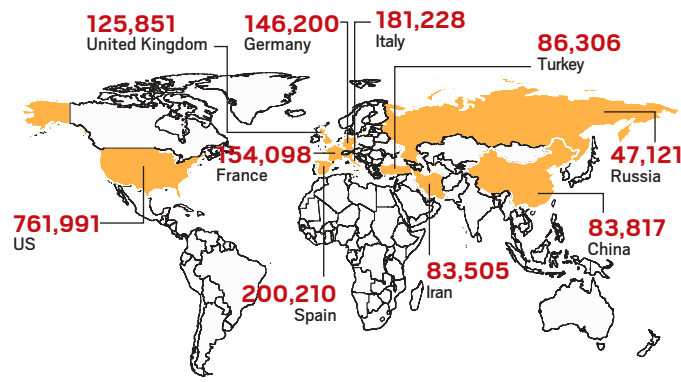 125,851
United Kingdom
146,200
Germany
181,228
Italy
86,306
Turkey
154,098
France
47,121
Russia
761,991
US
83,817
China
83,505
Iran
200,210
Spain